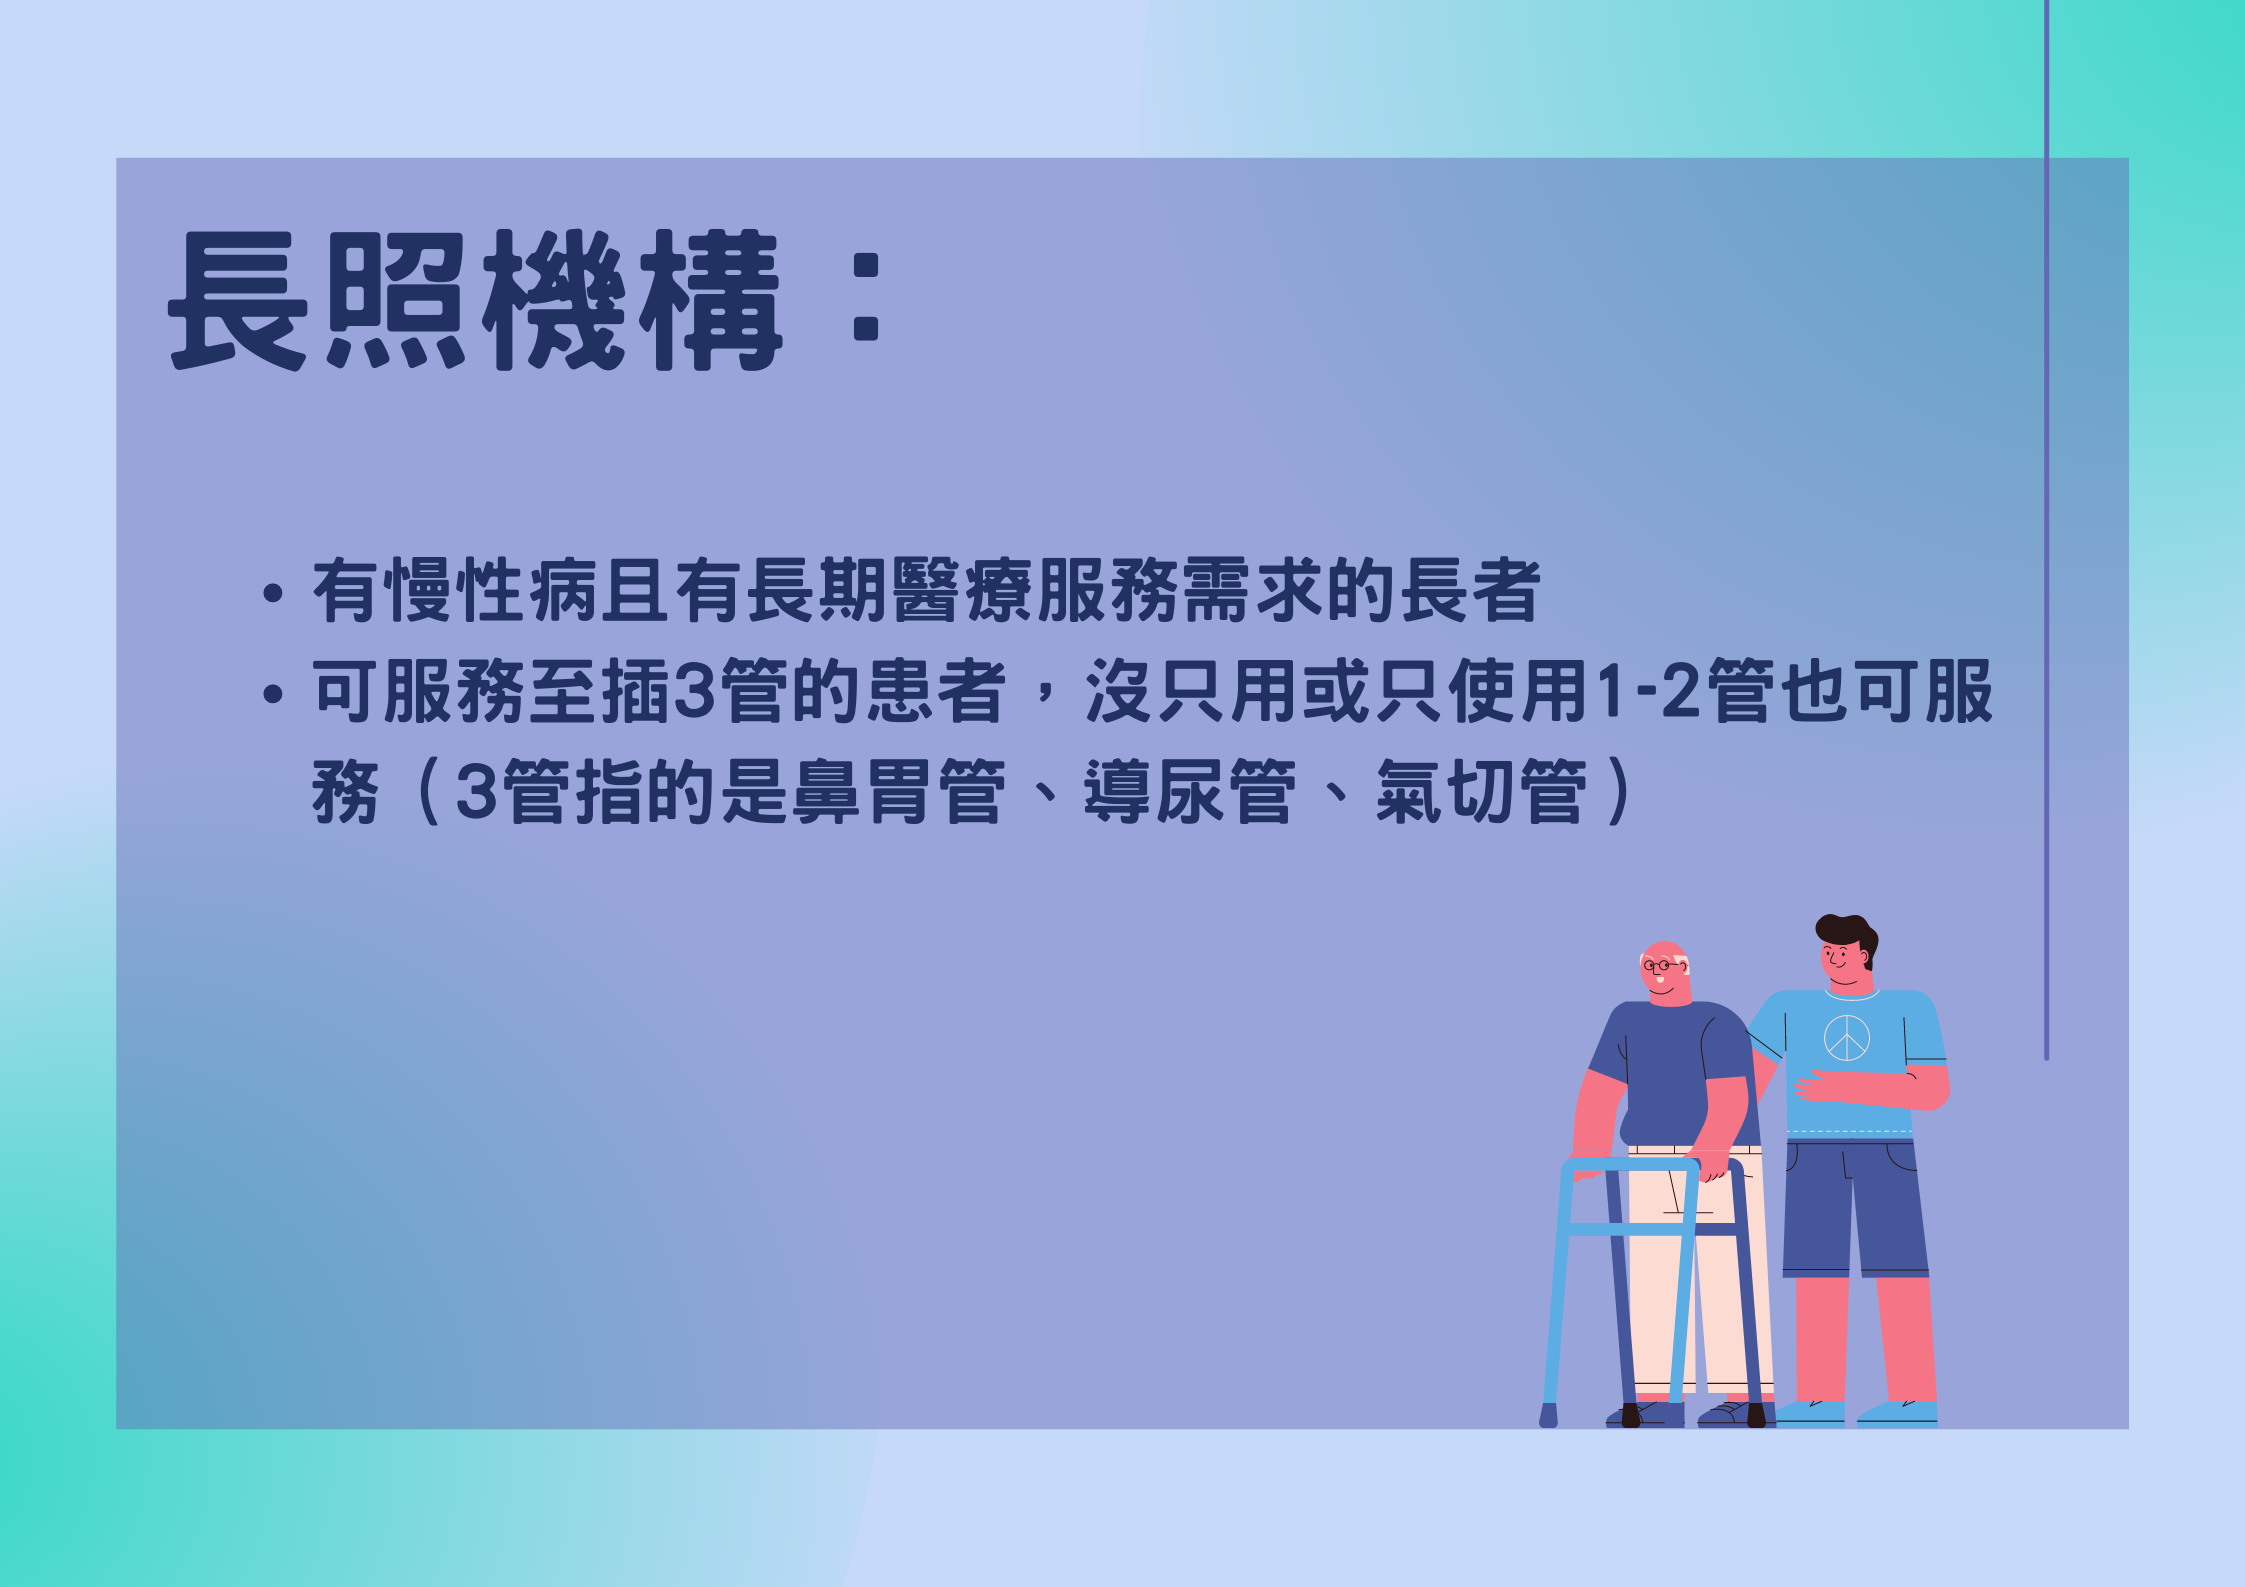 長照機構：
• 有慢性病且有長期醫療服務需求的長者
• 可服務至插3管的患者，沒只用或只使用1-2管也可服
務（3管指的是鼻胃管、導尿管、氣切管）